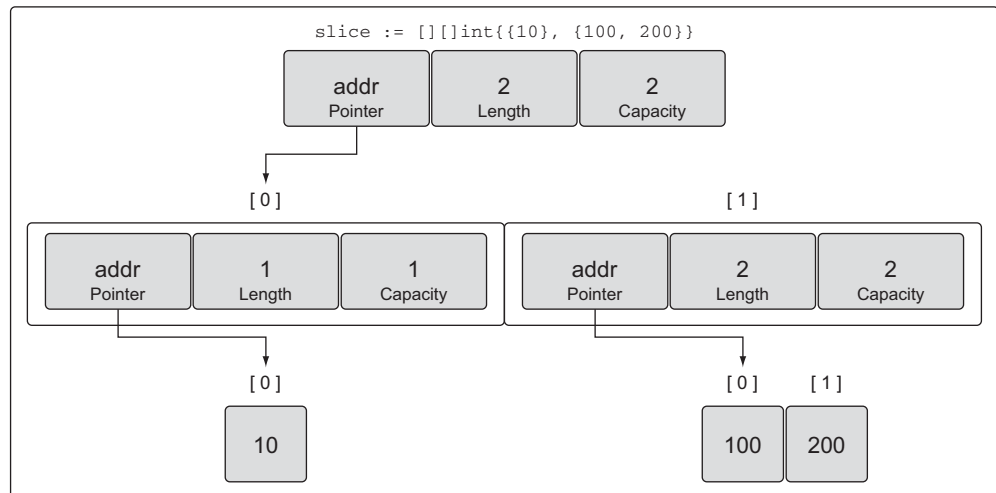 slice := [][]int{{10}, {100, 200}}
addr 2 2
Pointer Length Capacity
[0] [1]
addr 1 1 addr 2 2
Pointer Length Capacity Pointer Length Capacity
[0] [0] [1]
10 100 200